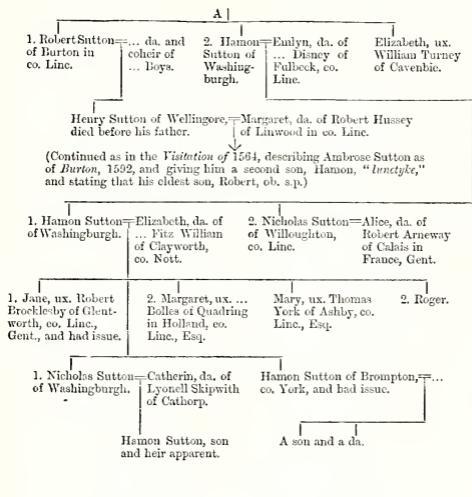 A
1. Robert Sutton
of Burton in
co. Linc.
... da. and
coheir of
... Boys.
2. Hamon
Sutton of
Washing-
burgh.
Emlyn, da. of
... Disney of
Fulbeck, co.
Linc.
Elizabeth, ux.
William Turney
of Cavenbie.
Henry Sutton of Wellingore,
died before his father.
Margaret, da. of Robert Hussey
of Linwood in co. Linc.
(Continued as in the Visitation of 1564, describing Ambrose Sutton as
of Burton, 1592, and giving him a second son, Hamon, "lunctyke,"
and stating that his eldest son, Robert, ob. s.p.)
1. Hamon Sutton
of Washingburgh.
Elizabeth, da. of
... Fitz William
of Clayworth,
co. Nott.
2. Nicholas Sutton
of Willoughton,
co. Linc.
Alice, da. of
Robert Arneway
of Calais in
France, Gent.
1. Jane, ux. Robert
Brocklesby of Glent-
worth, co. Linc.,
Gent., and had issue.
2. Margaret, ux. ...
Bolles of Quadring
in Holland, co.
Linc., Esq.
Mary, ux. Thomas
York of Ashby, co.
Linc., Esq.
2. Roger.
1. Nicholas Sutton
of Washingburgh.
Catherin, da. of
Lyonell Skipwith
of Cathorp.
Hamon Sutton of Brompton, ...
co. York, and had issue.
Hamon Sutton, son
and heir apparent.
A son and a da.